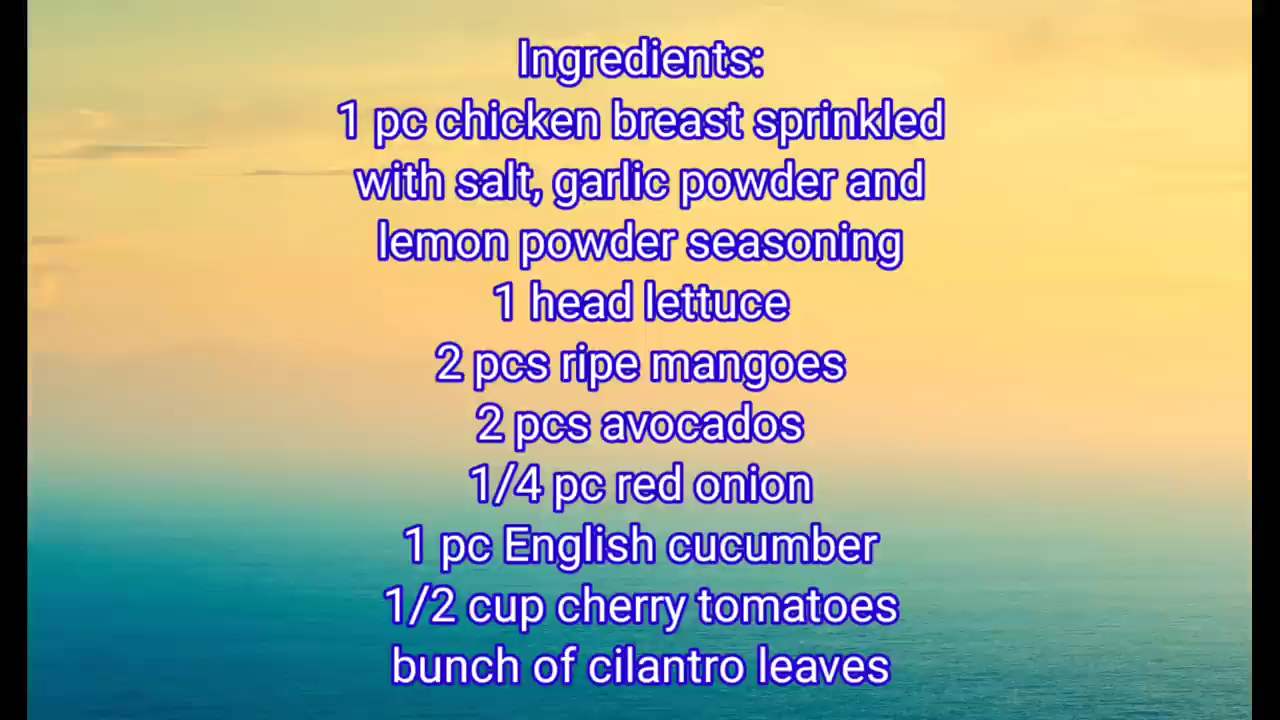 Ingredients:
1 pc chicken breast sprinkled
with salt, garlic powder and
lemon powder seasoning
1 head lettuce
2 pcs ripe mangoes
2 pcs avocados
1/4 pc red onion
1 pc English cucumber
1/2 cup cherry tomatoes
bunch of cilantro leaves